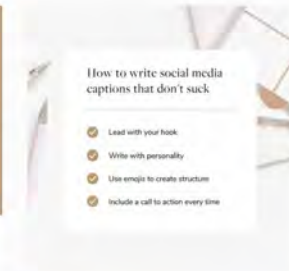 How to write social media
captions that don't suck
Lead with your hook
Write with personality
Use emojis to create structure
Include a call to action every time